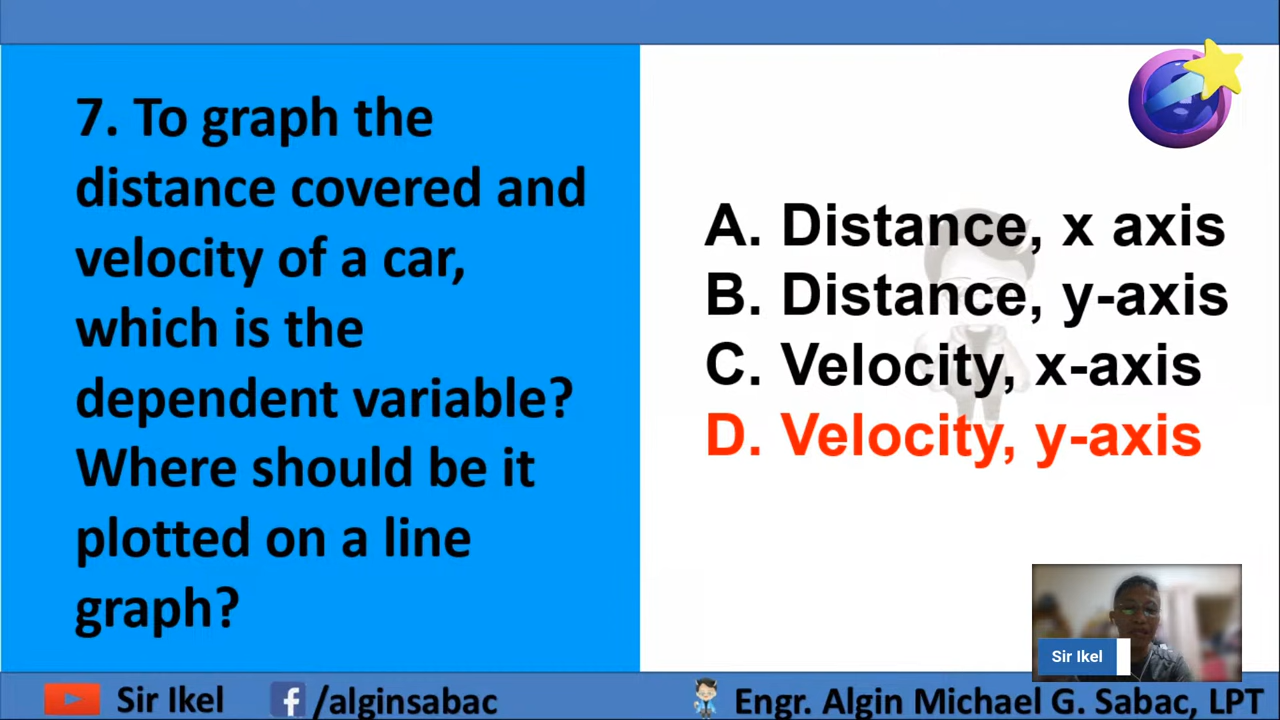 7. To graph the
distance covered and
velocity of a car,
which is the
dependent variable?
Where should be it
plotted on a line
graph?
A. Distance, x axis
B. Distance, y-axis
C. Velocity, x-axis
D. Velocity, y-axis
Sir Ikel
Sir Ikel
/alginsabac
Engr. Algin Michael G. Sabac, LPT